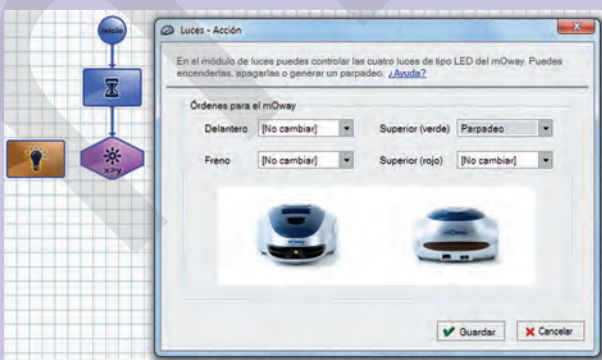 inicio
x>y
Luces - Acción
En el módulo de luces puedes controlar las cuatro luces de tipo LED del mOway. Puedes
encenderlas, apagarlas o generar un parpadeo. ¿Ayuda?
Órdenes para el mOway
Delantero [No cambiar] Superior (verde) Parpadeo
Freno [No cambiar] Superior (rojo) [No cambiar]
mOway
Guardar Cancelar